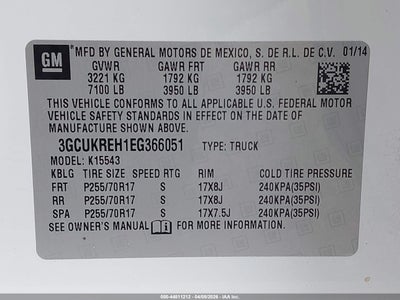 GM
MFD BY GENERAL MOTORS DE MEXICO, S. DE R.L. DE C.V. 01/14
GVWR GAWR FRT GAWR RR
3221 KG 1792 KG 1792 KG
7100 LB 3950 LB 3950 LB
THIS VEHICLE CONFORMS TO ALL APPLICABLE U.S. FEDERAL MOTOR
VEHICLE SAFETY STANDARDS IN EFFECT ON THE DATE OF
MANUFACTURE SHOWN ABOVE.
3GCUKREH1EG366051 TYPE: TRUCK
MODEL: K15543
KBLG TIRE SIZE SPEED RTG RIM COLD TIRE PRESSURE
FRT P255/70R17 S 17X8J 240KPA(35PSI)
RR P255/70R17 S 17X8J 240KPA(35PSI)
SPA P255/70R17 S 17X7.5J 240KPA(35PSI)
SEE OWNER'S MANUAL FOR MORE INFORMATION.